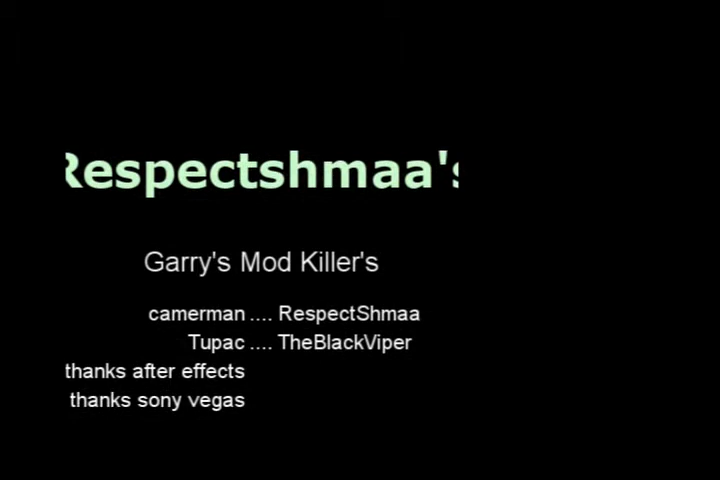 Respectshmaa's
Garry's Mod Killer's
camerman .... RespectShmaa
Tupac .... TheBlackViper
thanks after effects
thanks sony vegas